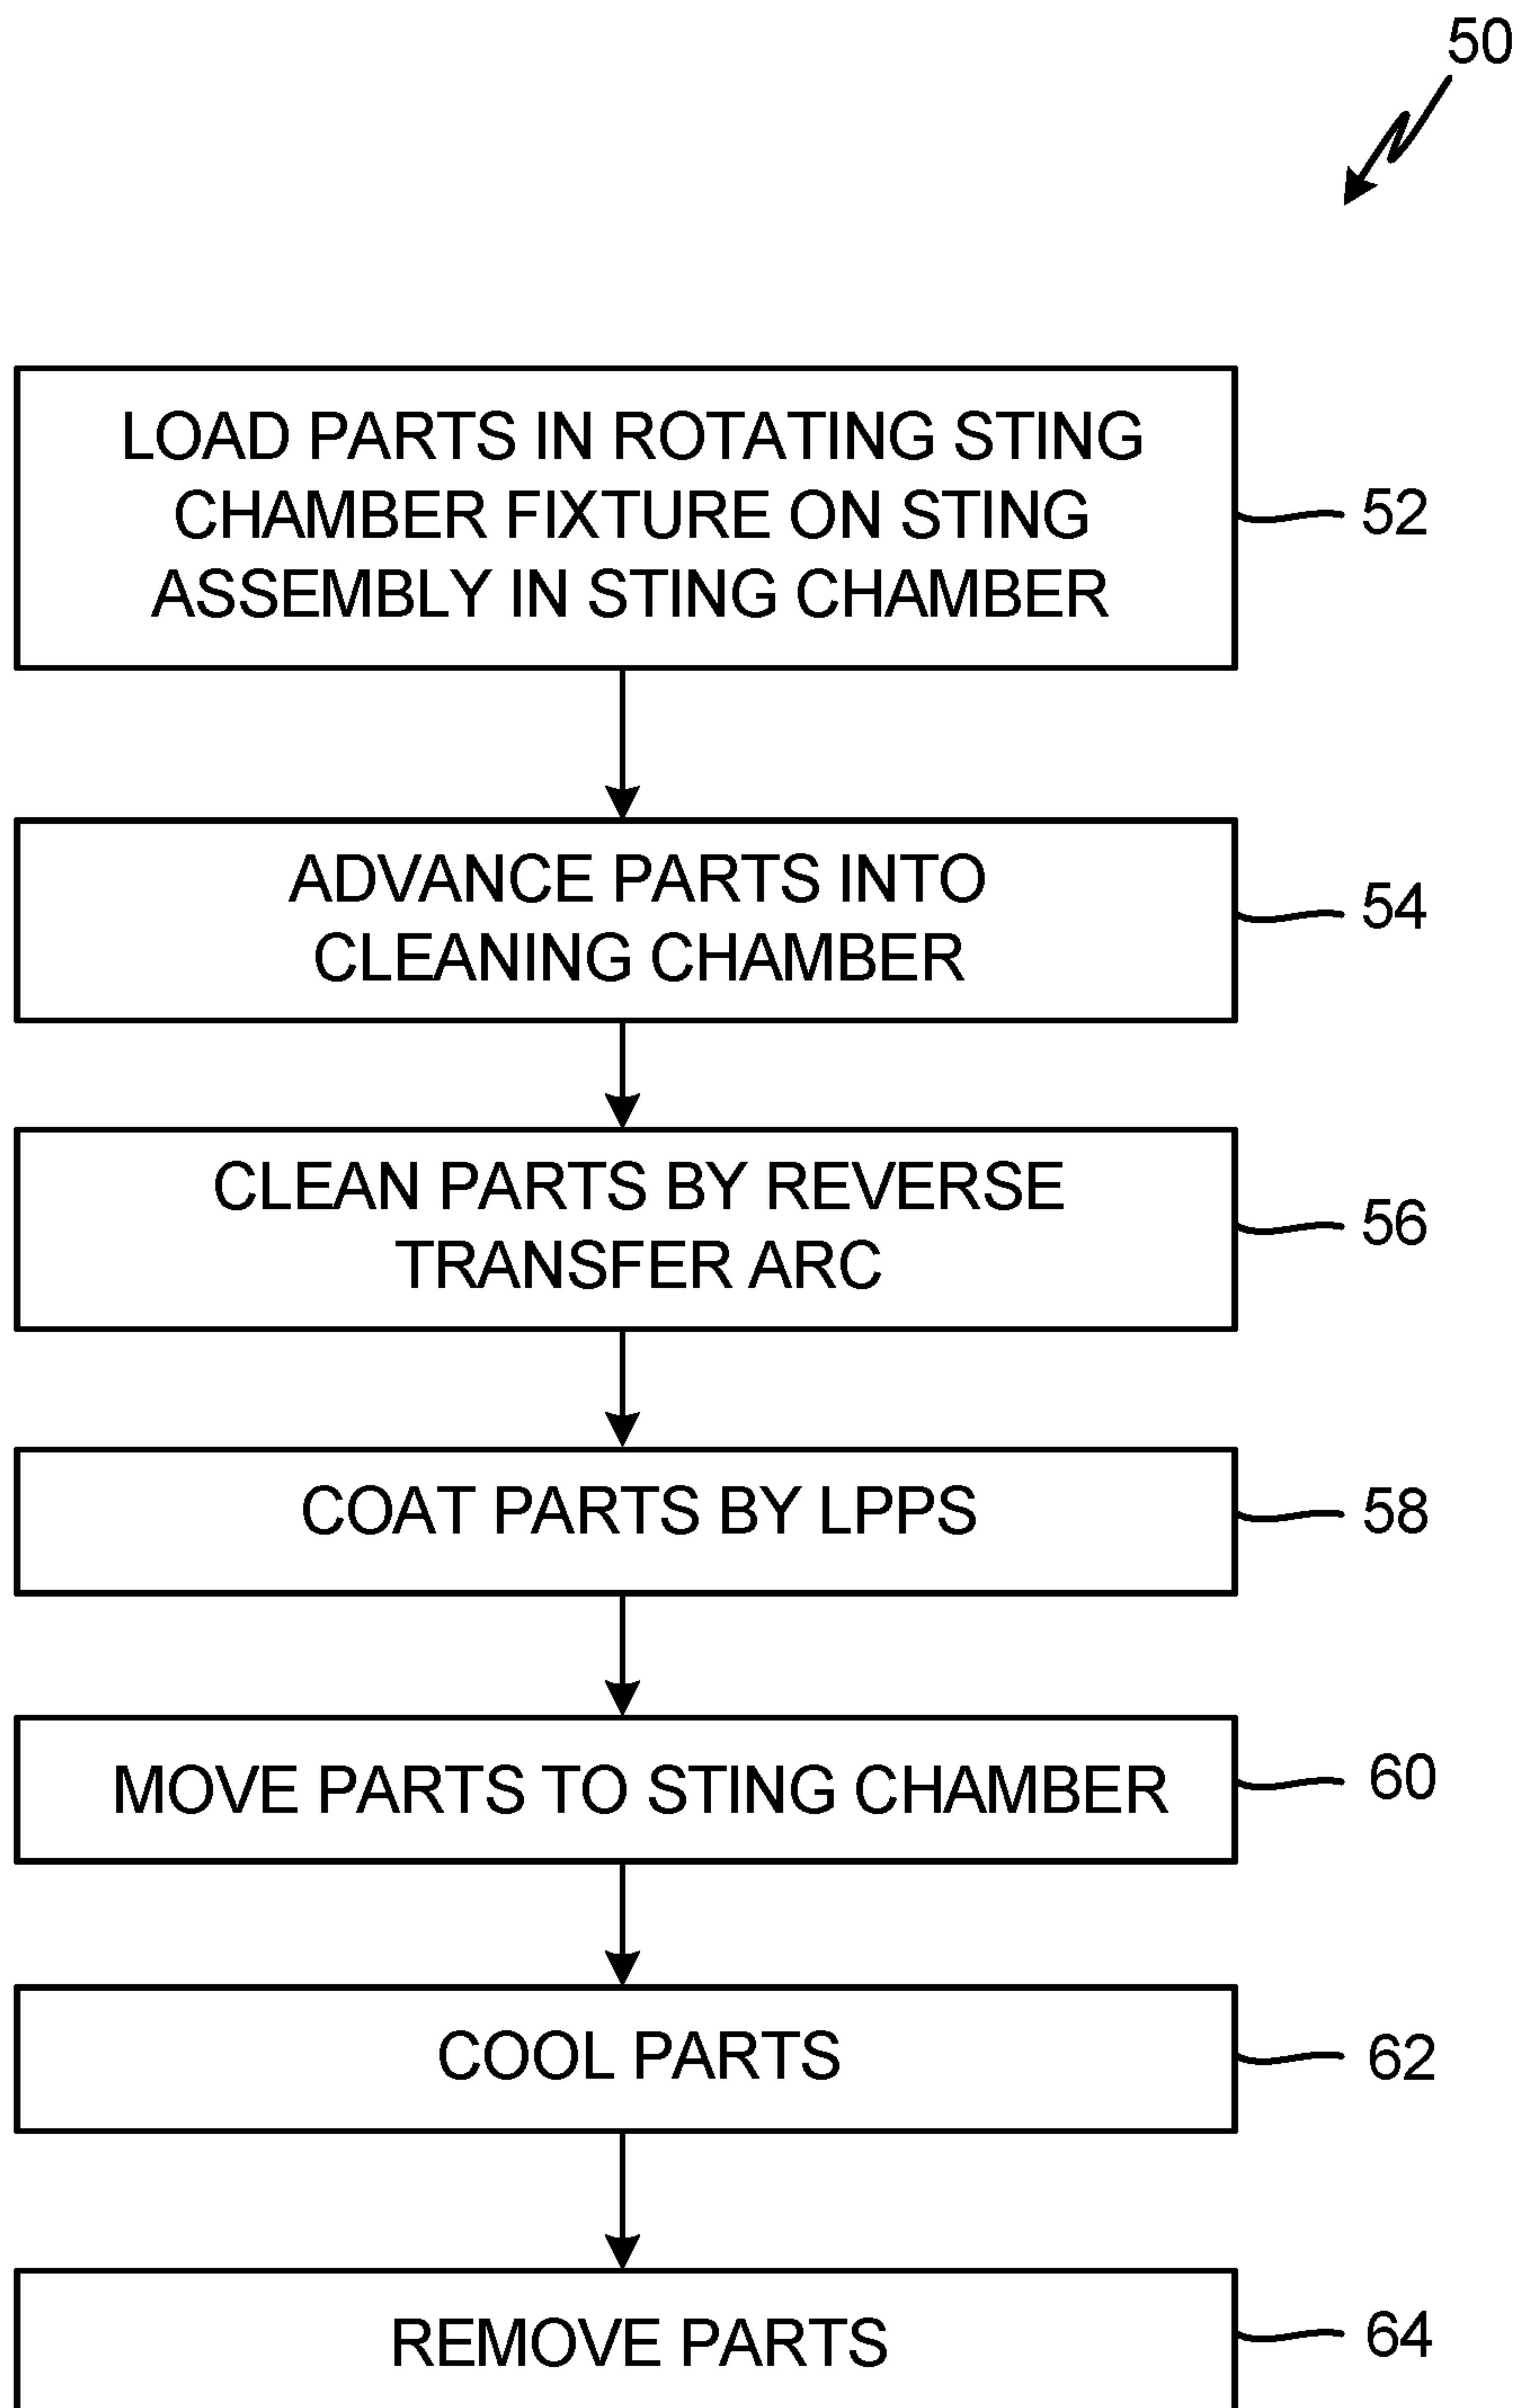 50
LOAD PARTS IN ROTATING STING
CHAMBER FIXTURE ON STING
ASSEMBLY IN STING CHAMBER
52
ADVANCE PARTS INTO
CLEANING CHAMBER
54
CLEAN PARTS BY REVERSE
TRANSFER ARC
56
COAT PARTS BY LPPS
58
MOVE PARTS TO STING CHAMBER
60
COOL PARTS
62
REMOVE PARTS
64